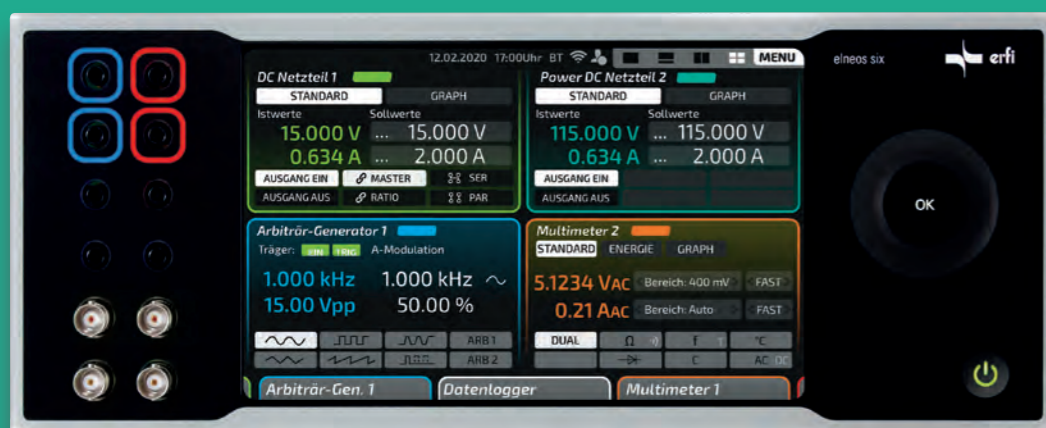 12.02.2020 17:00Uhr BT MENU
elneos six
erfi
DC Netzteil 1
STANDARD GRAPH
Istwerte Sollwerte
15.000 V ... 15.000 V
0.634 A ... 2.000 A
AUSGANG EIN MASTER SER
AUSGANG AUS RATIO PAR
Power DC Netzteil 2
STANDARD GRAPH
Istwerte Sollwerte
115.000 V ... 115.000 V
0.634 A ... 2.000 A
AUSGANG EIN
AUSGANG AUS
Arbiträr-Generator 1
Träger: EIN TRIG A-Modulation
1.000 kHz 1.000 kHz
15.00 Vpp 50.00 %
ARB 1
ARB 2
Multimeter 2
STANDARD ENERGIE GRAPH
5.1234 VAC Bereich: 400 mV FAST
0.21 AAC Bereich: Auto FAST
DUAL Ω f T °C
C AC DC
Arbiträr-Gen. 1 Datenlogger Multimeter 1
OK